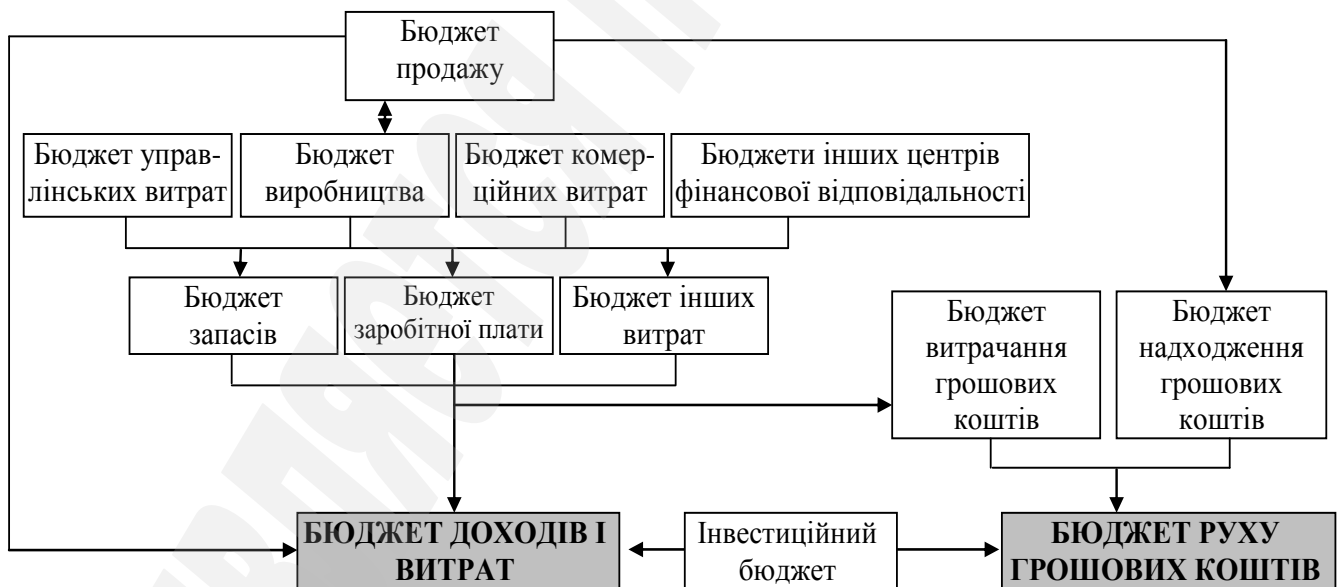 Бюджет
продажу
Бюджет управ-
лінських витрат
Бюджет
виробництва
Бюджет комер-
ційних витрат
Бюджети інших центрів
фінансової відповідальності
Бюджет
запасів
Бюджет
заробітної плати
Бюджет інших
витрат
Бюджет
витрачання
грошових
коштів
Бюджет
надходження
грошових
коштів
БЮДЖЕТ ДОХОДІВ І
ВИТРАТ
Інвестиційний
бюджет
БЮДЖЕТ РУХУ
ГРОШОВИХ КОШТІВ